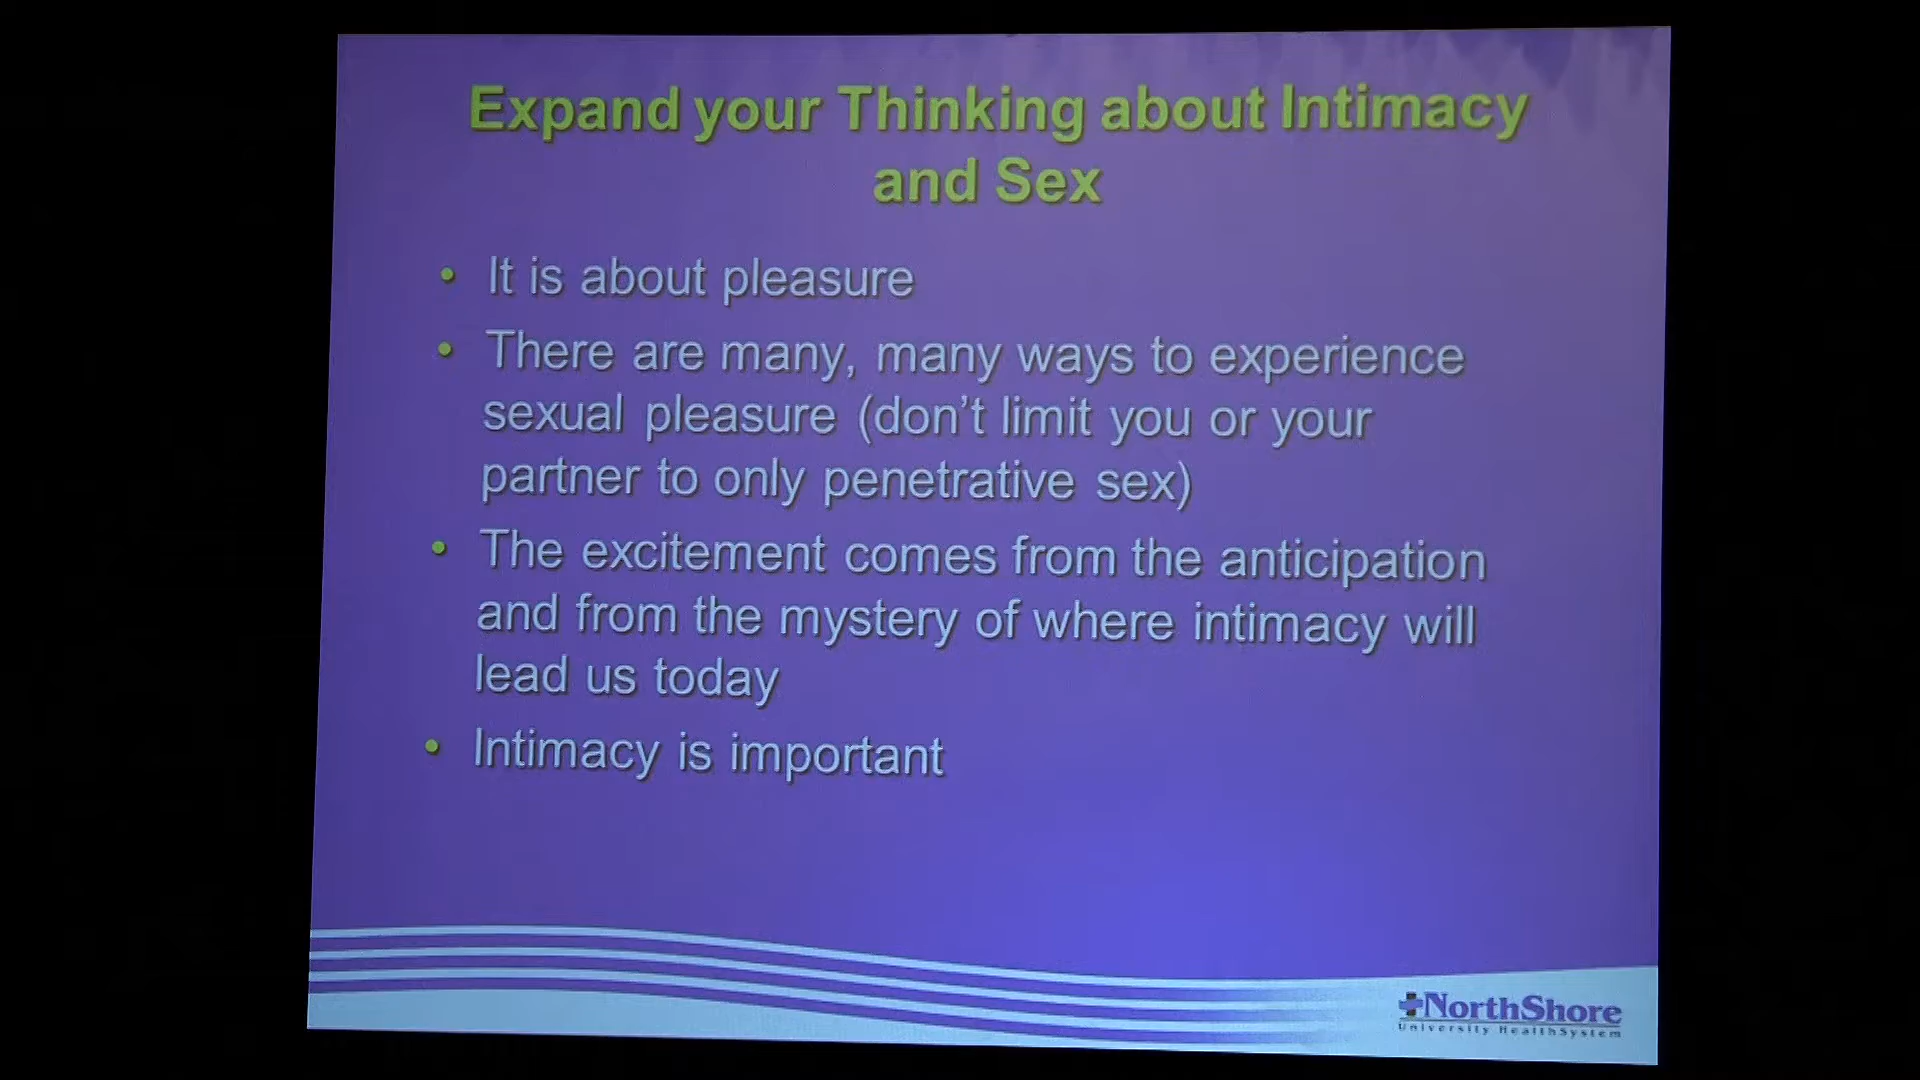 Expand your Thinking about Intimacy
and Sex
• It is about pleasure
• There are many, many ways to experience
sexual pleasure (don’t limit you or your
partner to only penetrative sex)
• The excitement comes from the anticipation
and from the mystery of where intimacy will
lead us today
• Intimacy is important
NorthShore
University HealthSystem